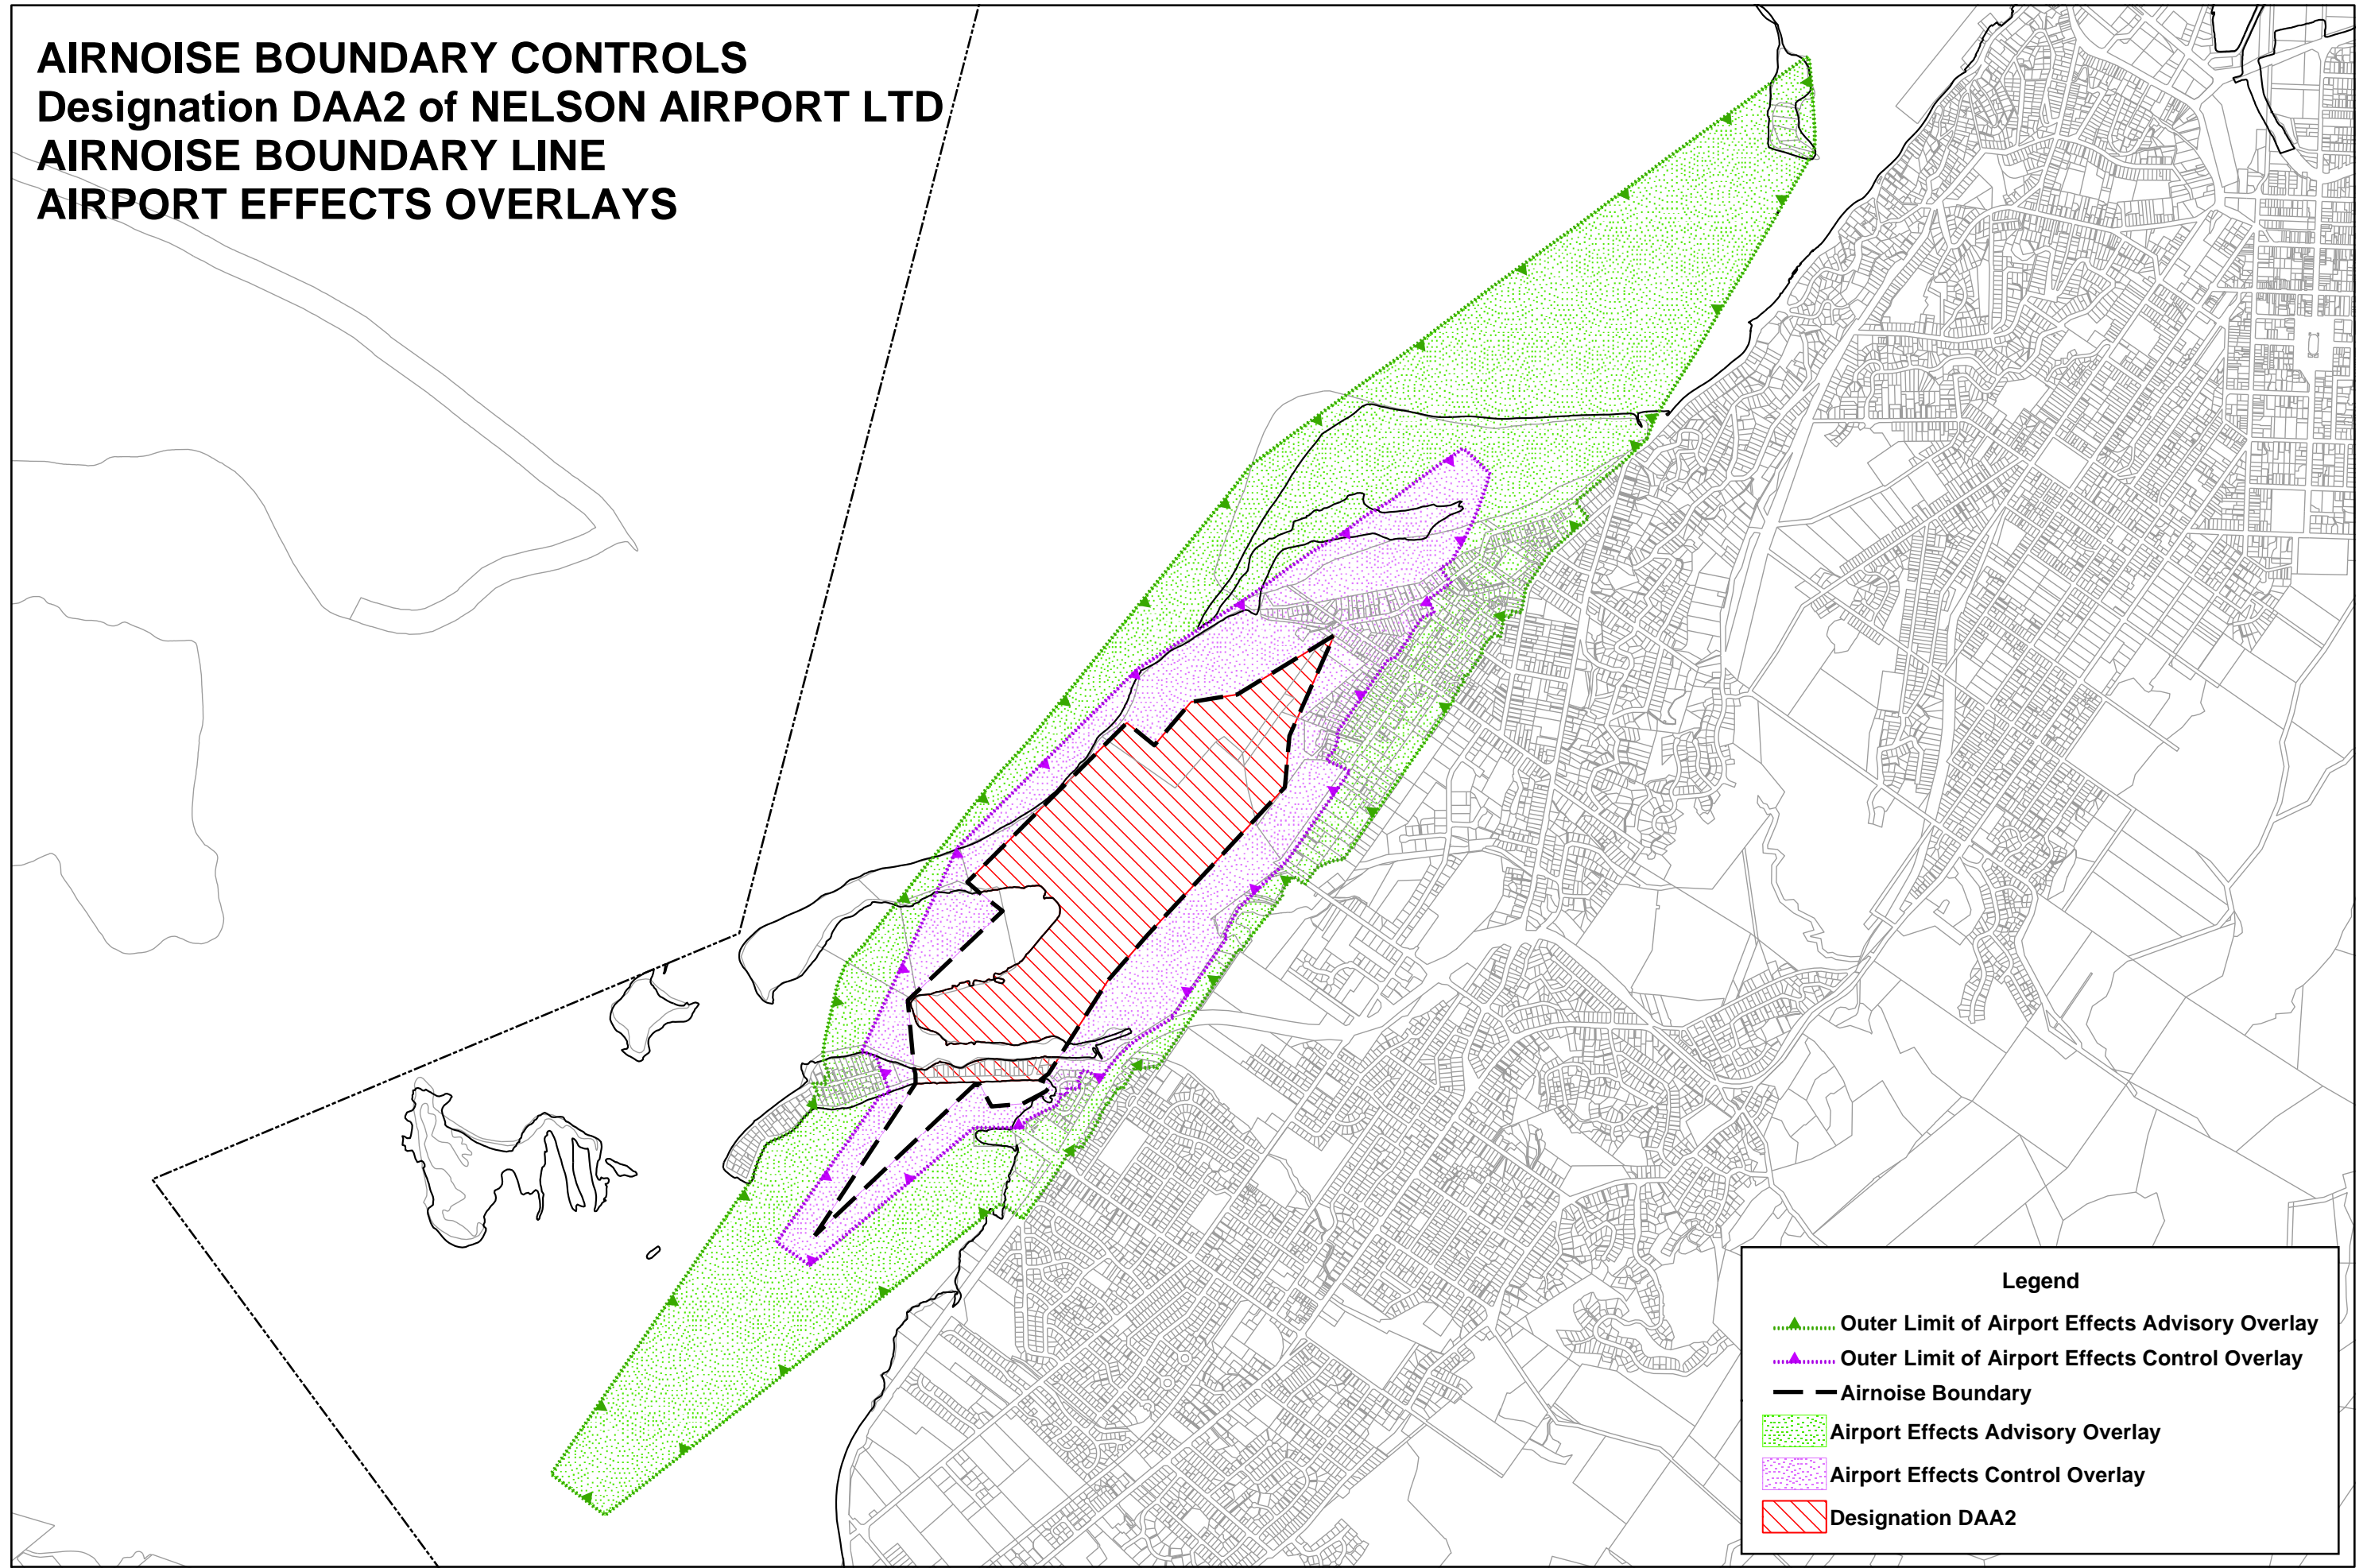 AIRNOISE BOUNDARY CONTROLS
Designation DAA2 of NELSON AIRPORT LTD
AIRNOISE BOUNDARY LINE
AIRPORT EFFECTS OVERLAYS
Legend
Outer Limit of Airport Effects Advisory Overlay
Outer Limit of Airport Effects Control Overlay
Airnoise Boundary
Airport Effects Advisory Overlay
Airport Effects Control Overlay
Designation DAA2